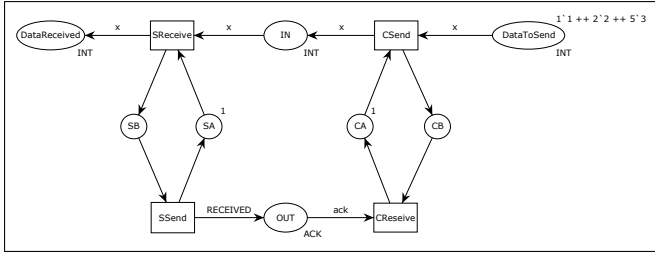 1`1 ++ 2`2 ++ 5`3
x
x
x
x
DataReceived
SReceive
IN
CSend
DataToSend
INT
INT
INT
1
1
SB
SA
CA
CB
RECEIVED
ack
SSend
OUT
CReseive
ACK